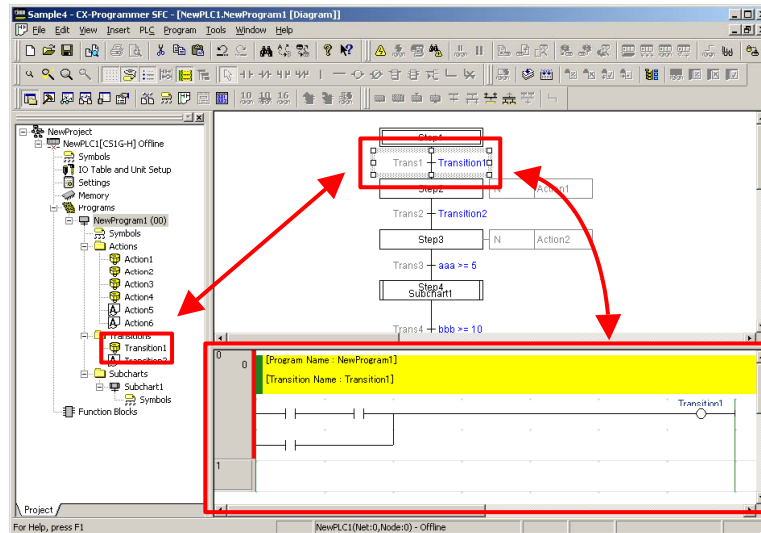 Sample4 - CX-Programmer SFC - [NewPLC1.NewProgram1 [Diagram]]
File Edit View Insert PLC Program Tools Window Help
10 10 16
NewProject
NewPLC1[CS1G-H] Offline
Symbols
IO Table and Unit Setup
Settings
Memory
Programs
NewProgram1 (00)
Symbols
Actions
Action1
Action2
Action3
Action4
Action5
Action6
Transitions
Transition1
Transition2
Subcharts
Subchart1
Symbols
Function Blocks
Project
Step1
Trans1 Transition1
Step2 N Action1
Trans2 Transition2
Step3 N Action2
Trans3 aaa >= 5
Step4
Subchart1
Trans4 bbb >= 10
0 0 [Program Name : NewProgram1]
[Transition Name : Transition1]
Transition1
1
For Help, press F1 NewPLC1(Net:0,Node:0) - Offline